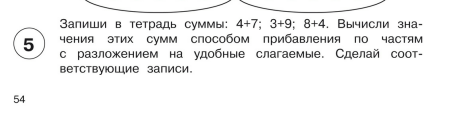 Запиши в тетрадь суммы: 4+7; 3+9; 8+4. Вычисли зна-
чения этих сумм способом прибавления по частям
5
с разложением на удобные слагаемые. Сделай соот-
ветствующие записи.
54